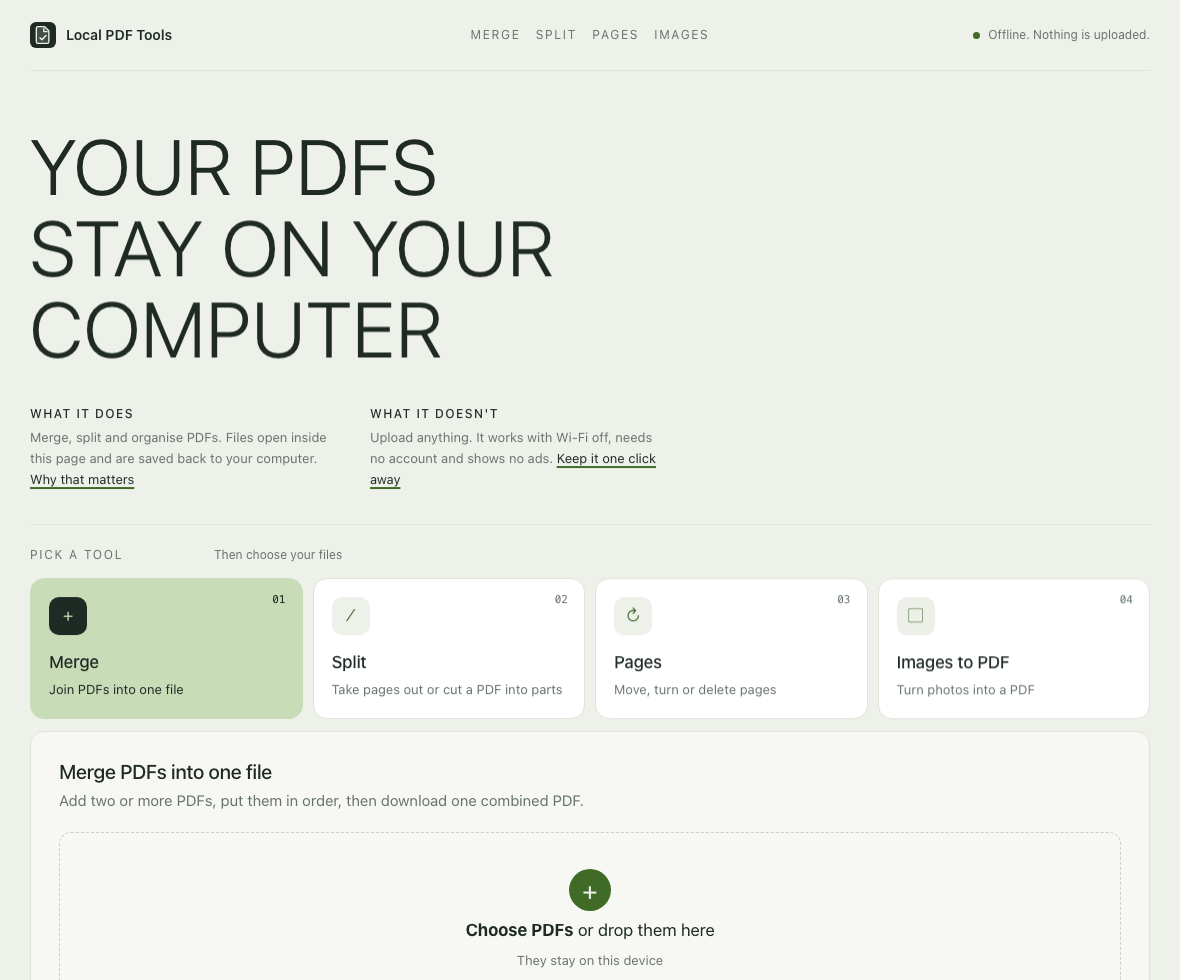 Local PDF Tools
MERGE SPLIT PAGES IMAGES
Offline. Nothing is uploaded.
YOUR PDFS
STAY ON YOUR
COMPUTER
WHAT IT DOES
Merge, split and organise PDFs. Files open inside
this page and are saved back to your computer.
Why that matters
WHAT IT DOESN'T
Upload anything. It works with Wi-Fi off, needs
no account and shows no ads. Keep it one click
away
PICK A TOOL
Then choose your files
01
Merge
Join PDFs into one file
02
Split
Take pages out or cut a PDF into parts
03
Pages
Move, turn or delete pages
04
Images to PDF
Turn photos into a PDF
Merge PDFs into one file
Add two or more PDFs, put them in order, then download one combined PDF.
Choose PDFs or drop them here
They stay on this device